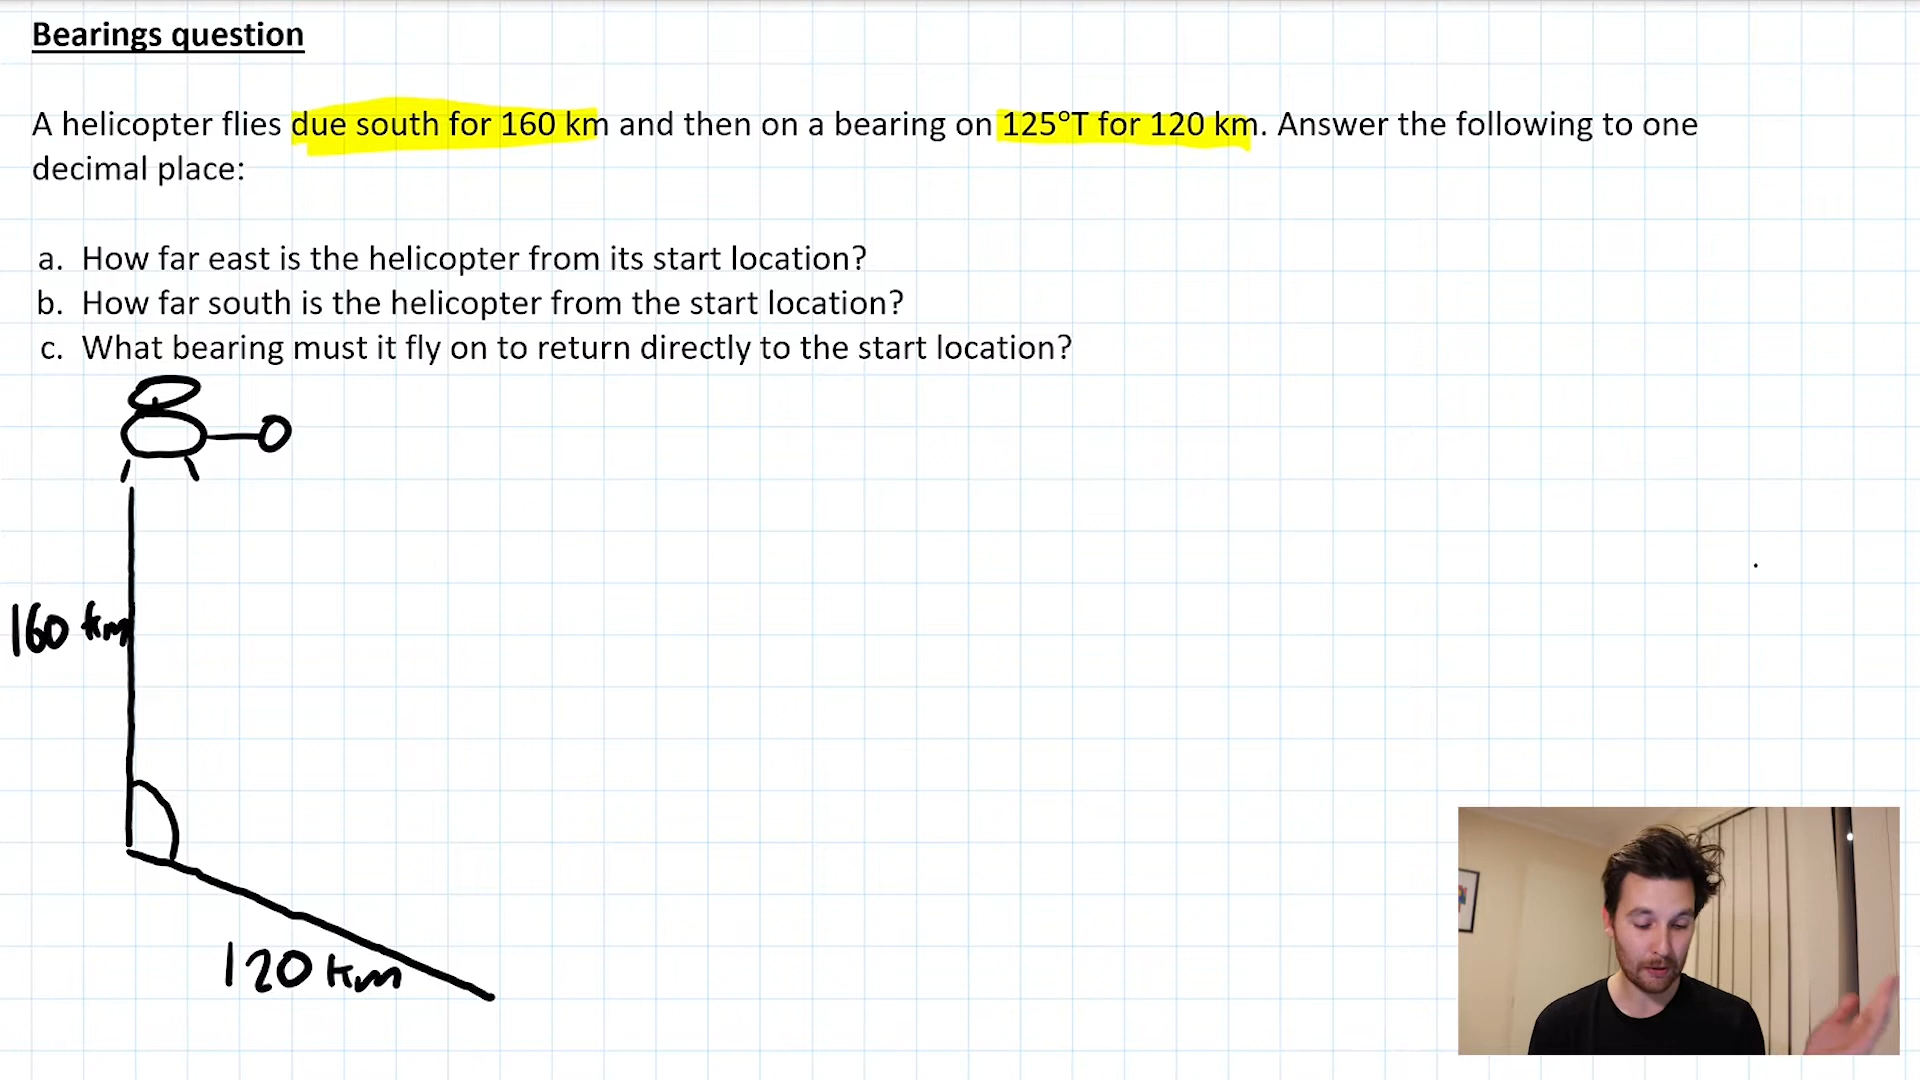 Bearings question
A helicopter flies due south for 160 km and then on a bearing on 125°T for 120 km. Answer the following to one
decimal place:
a. How far east is the helicopter from its start location?
b. How far south is the helicopter from the start location?
c. What bearing must it fly on to return directly to the start location?
160 km
120 km